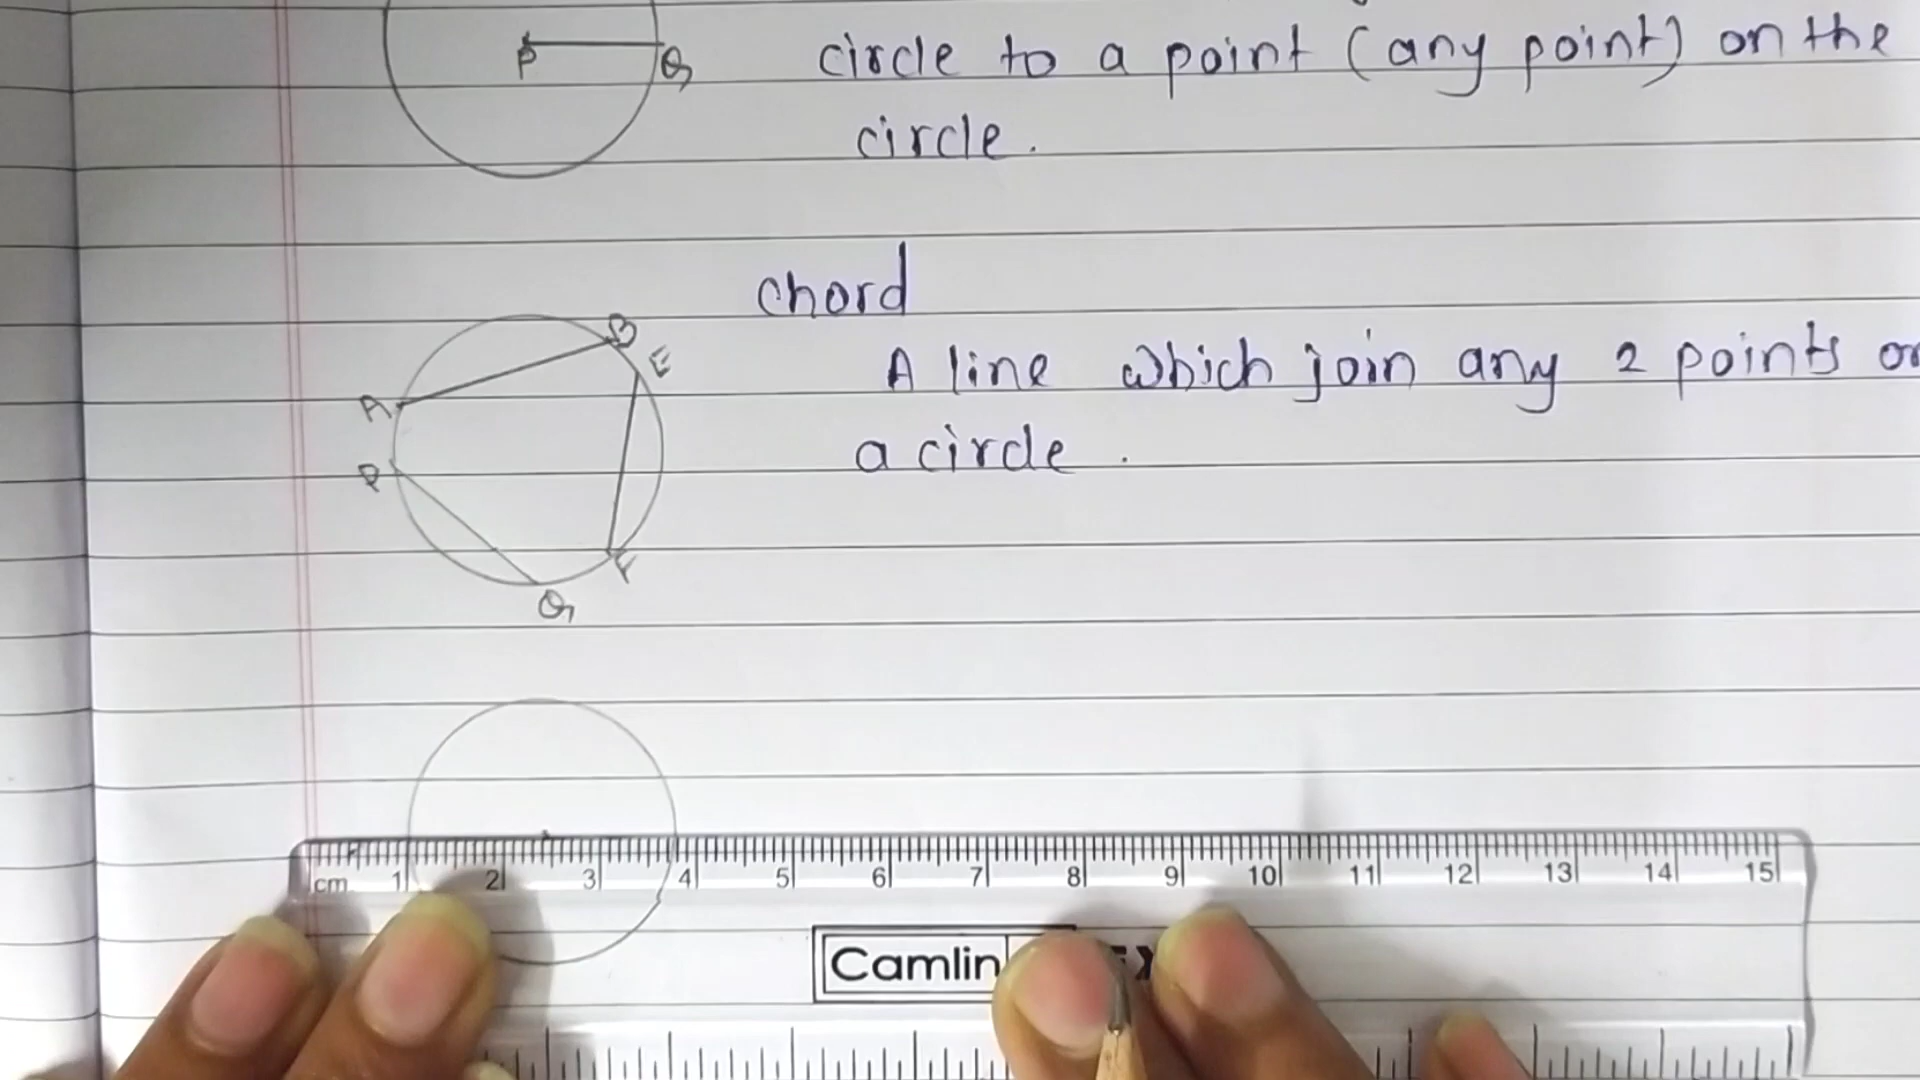 P Q circle to a point (any point) on the
circle.
chord
B
E
A line which join any 2 points on
A
a circle.
P
F
Q
cm 1 2 3 4 5 6 7 8 9 10 11 12 13 14 15
Camlin